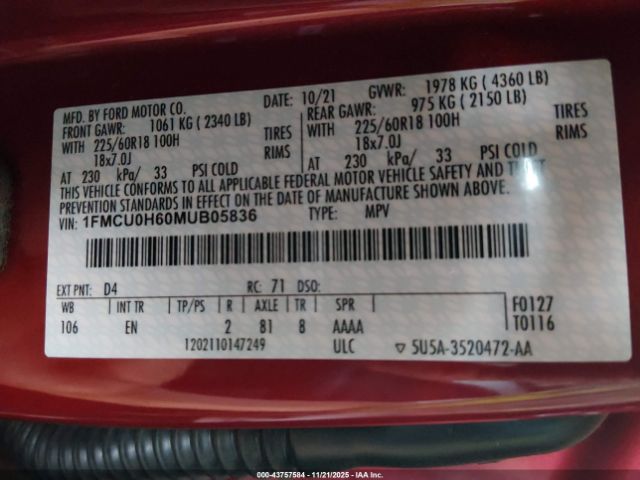 MFD. BY FORD MOTOR CO.
DATE: 10/21 GVWR: 1978 KG ( 4360 LB)
FRONT GAWR: 1061 KG ( 2340 LB) REAR GAWR: 975 KG ( 2150 LB)
WITH 225/60R18 100H TIRES WITH 225/60R18 100H TIRES
18x7.0J RIMS 18x7.0J RIMS
AT 230 kPa/ 33 PSI COLD AT 230 kPa/ 33 PSI COLD
THIS VEHICLE CONFORMS TO ALL APPLICABLE FEDERAL MOTOR VEHICLE SAFETY AND THEFT
PREVENTION STANDARDS IN EFFECT ON THE DATE OF MANUFACTURE SHOWN ABOVE.
VIN: 1FMCU0H60MUB05836 TYPE: MPV
EXT PNT: D4 RC: 71 DSO:
WB INT TR TP/PS R AXLE TR SPR F0127
106 EN 2 81 8 AAAA T0116
1202110147249 ULC ▽ 5U5A-3520472-AA
00-43757584 - 11/21/2025 - IAA Inc.